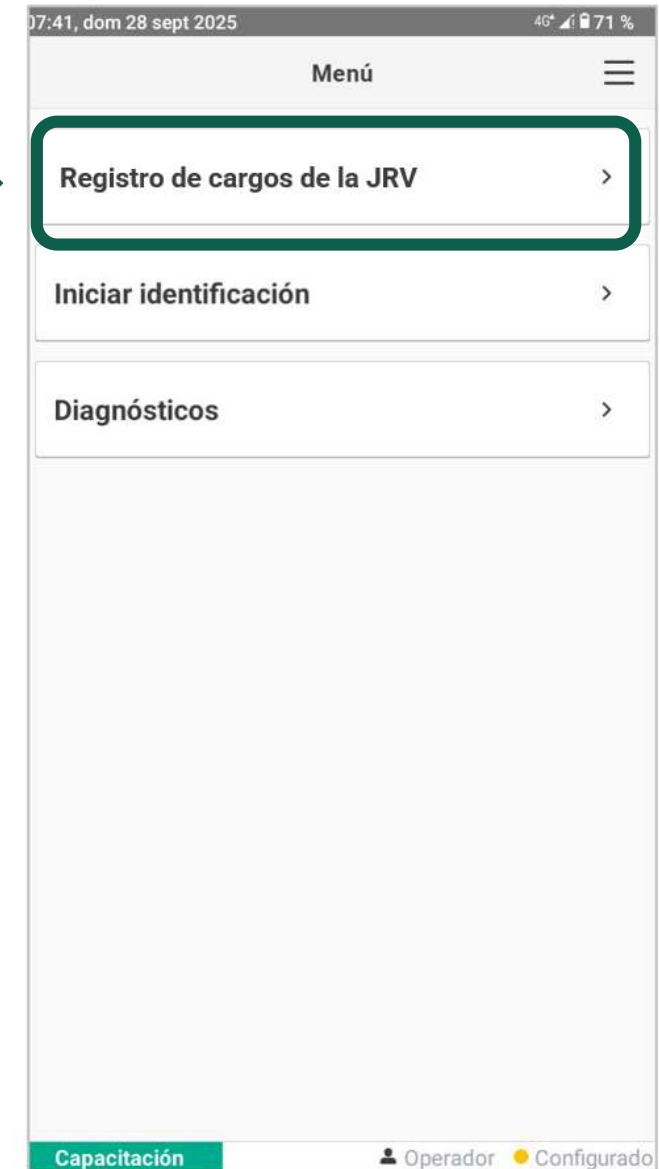 07:41, dom 28 sept 2025 4G 71 %
Menú
Registro de cargos de la JRV
Iniciar identificación
Diagnósticos
Capacitación Operador Configurado